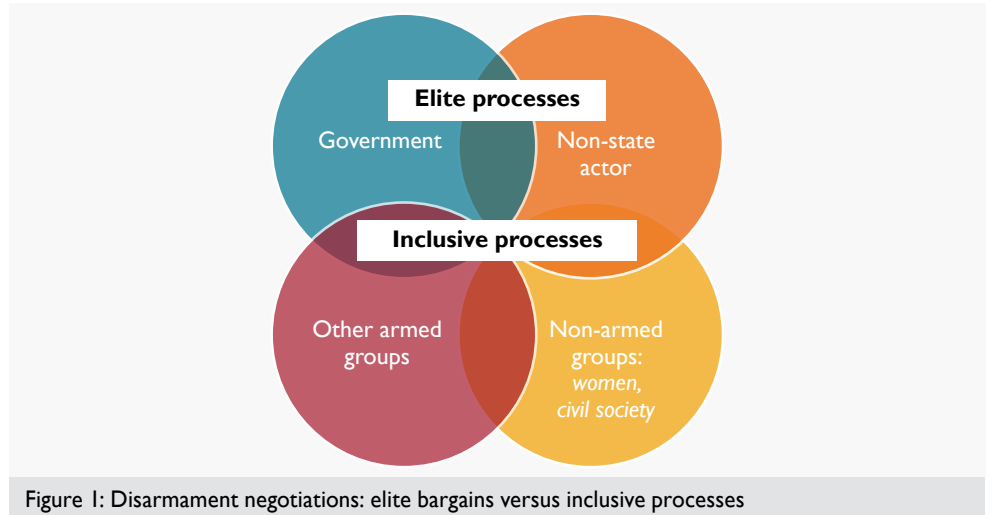 Elite processes
Government
Non-state
actor
Inclusive processes
Other armed
groups
Non-armed
groups:
women,
civil society
Figure 1: Disarmament negotiations: elite bargains versus inclusive processes